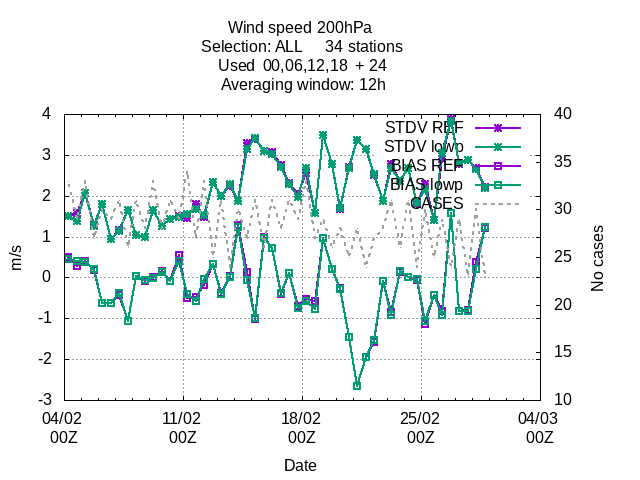 Wind speed 200hPa
Selection: ALL 34 stations
Used 00,06,12,18 + 24
Averaging window: 12h
4
3
2
1
0
-1
-2
-3
m/s
40
35
30
25
20
15
10
No cases
STDV REF
STDV lowp
BIAS REF
BIAS lowp
CASES
04/02 11/02 18/02 25/02 04/03
00Z 00Z 00Z 00Z 00Z
Date